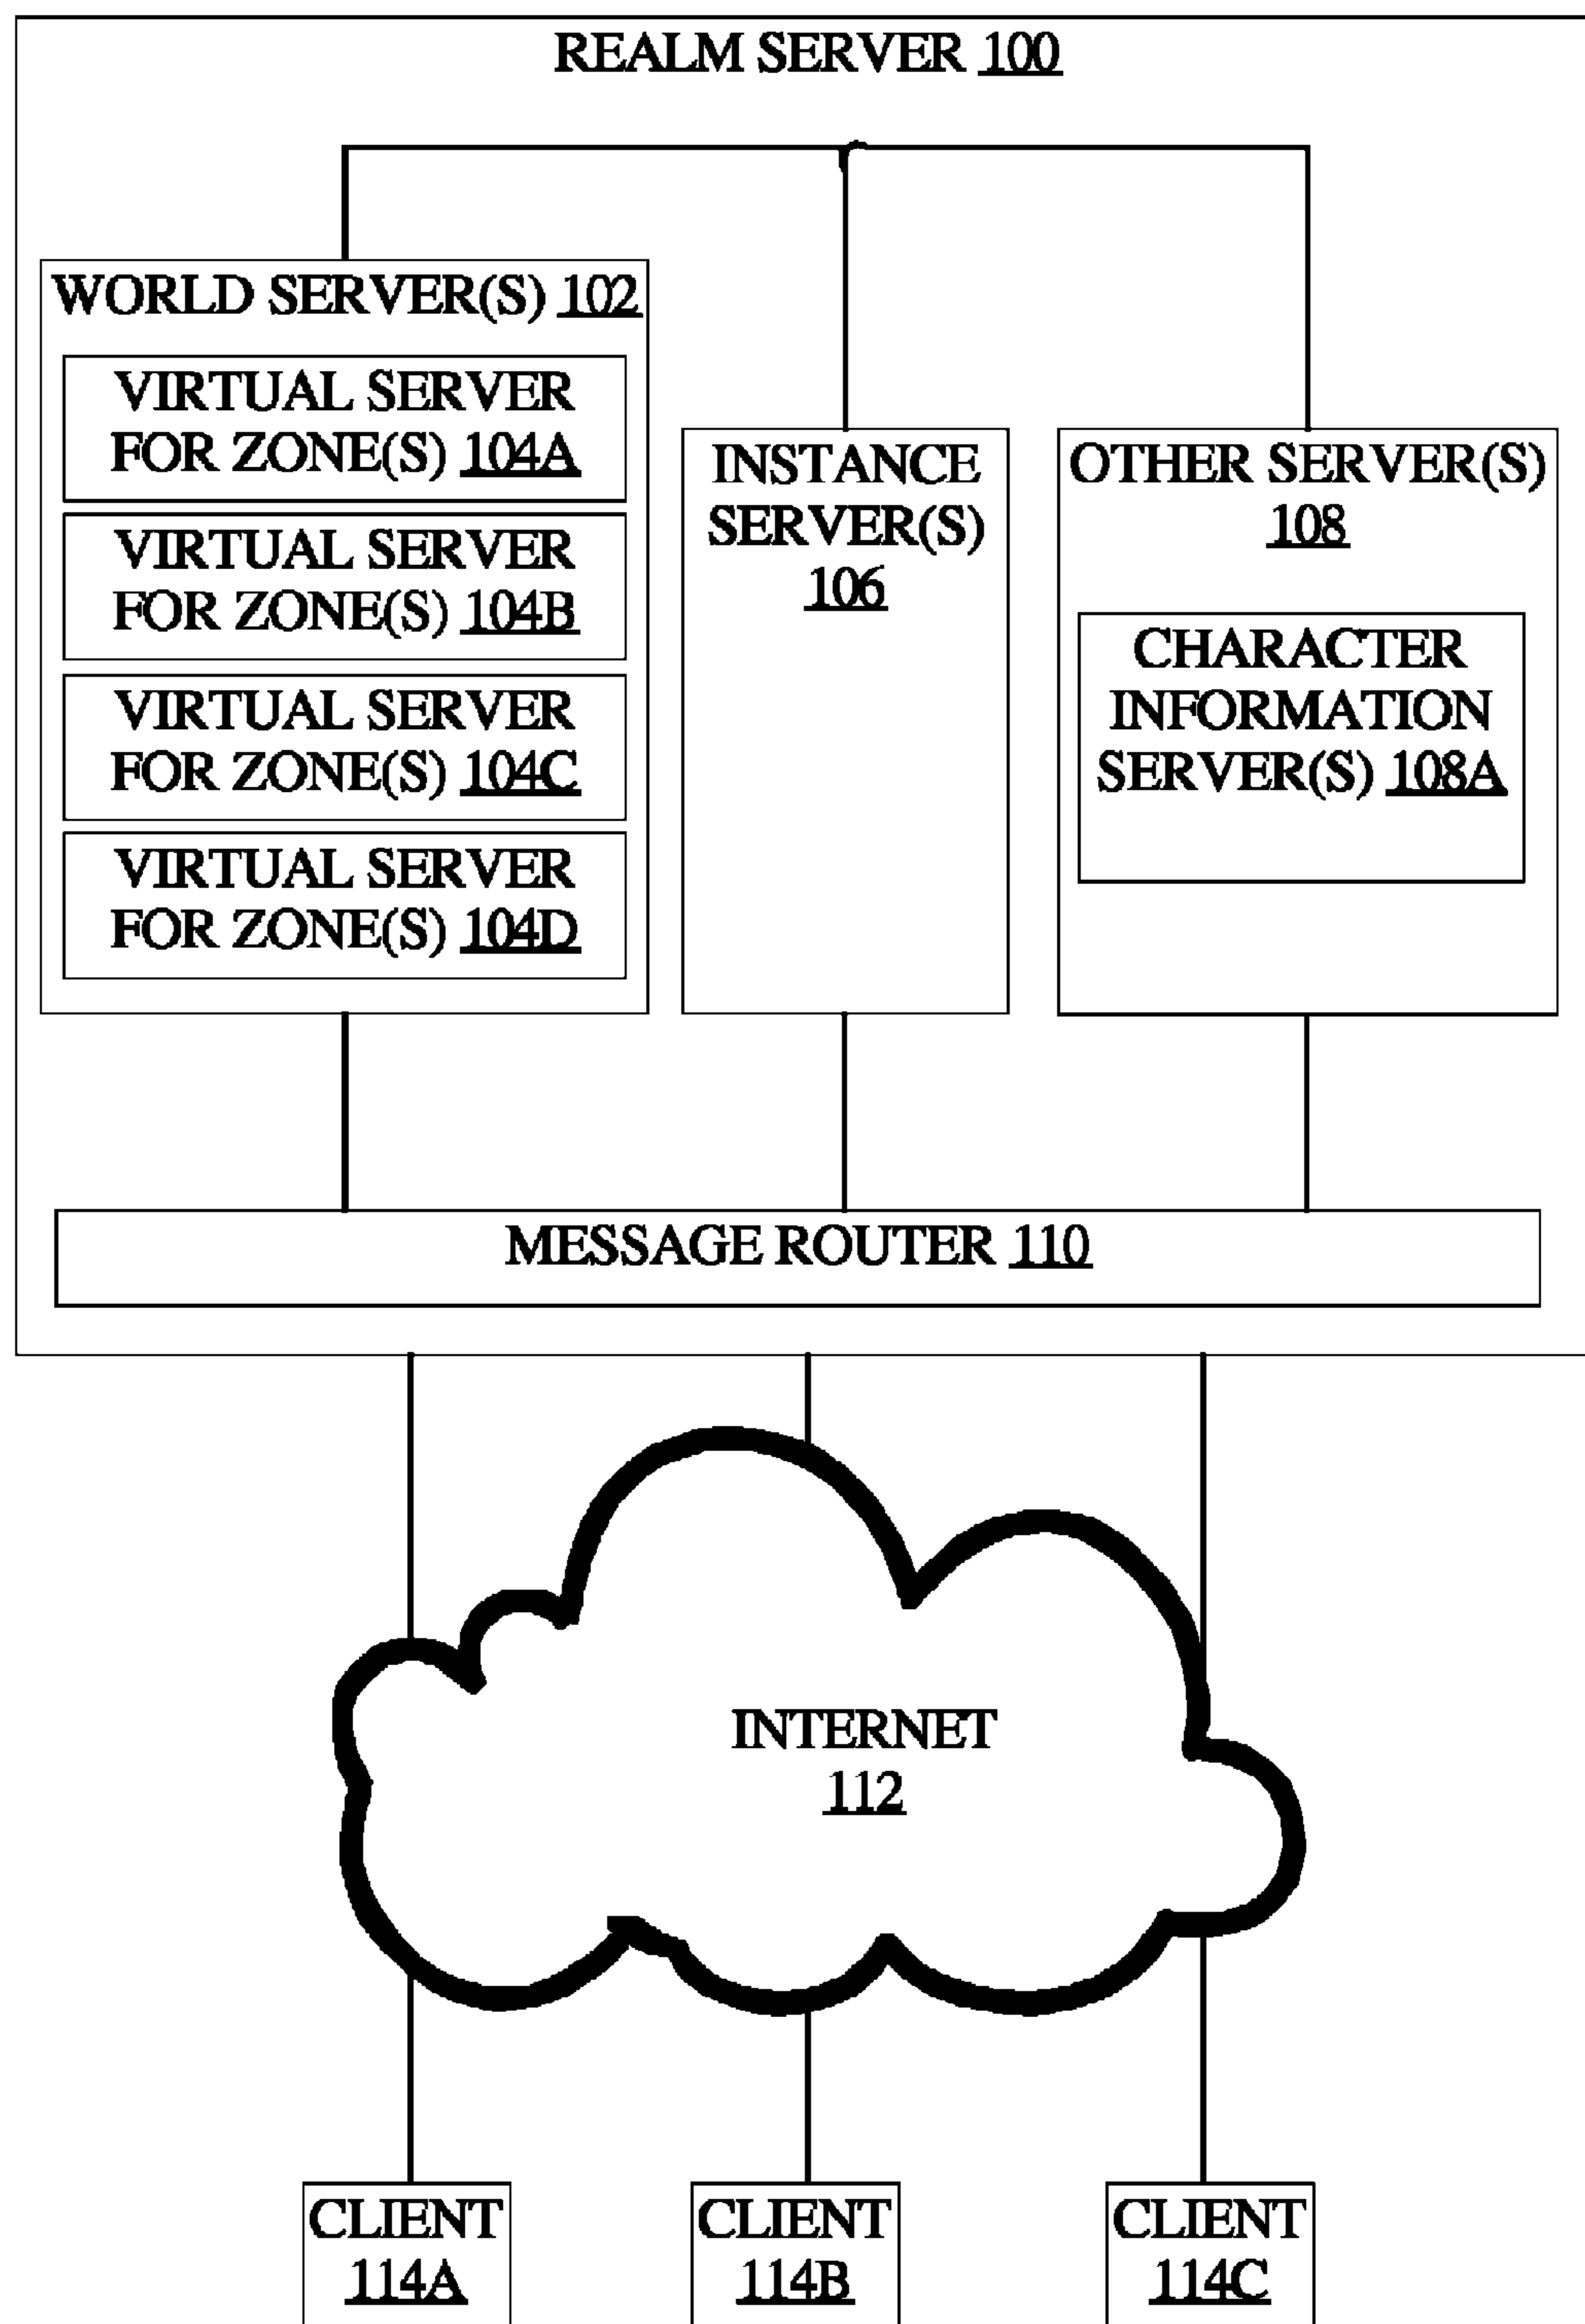 REALM SERVER 100
WORLD SERVER(S) 102
VIRTUAL SERVER
FOR ZONE(S) 104A
VIRTUAL SERVER
FOR ZONE(S) 104B
VIRTUAL SERVER
FOR ZONE(S) 104C
VIRTUAL SERVER
FOR ZONE(S) 104D
INSTANCE
SERVER(S)
106
OTHER SERVER(S)
108
CHARACTER
INFORMATION
SERVER(S) 108A
MESSAGE ROUTER 110
INTERNET
112
CLIENT
114A
CLIENT
114B
CLIENT
114C